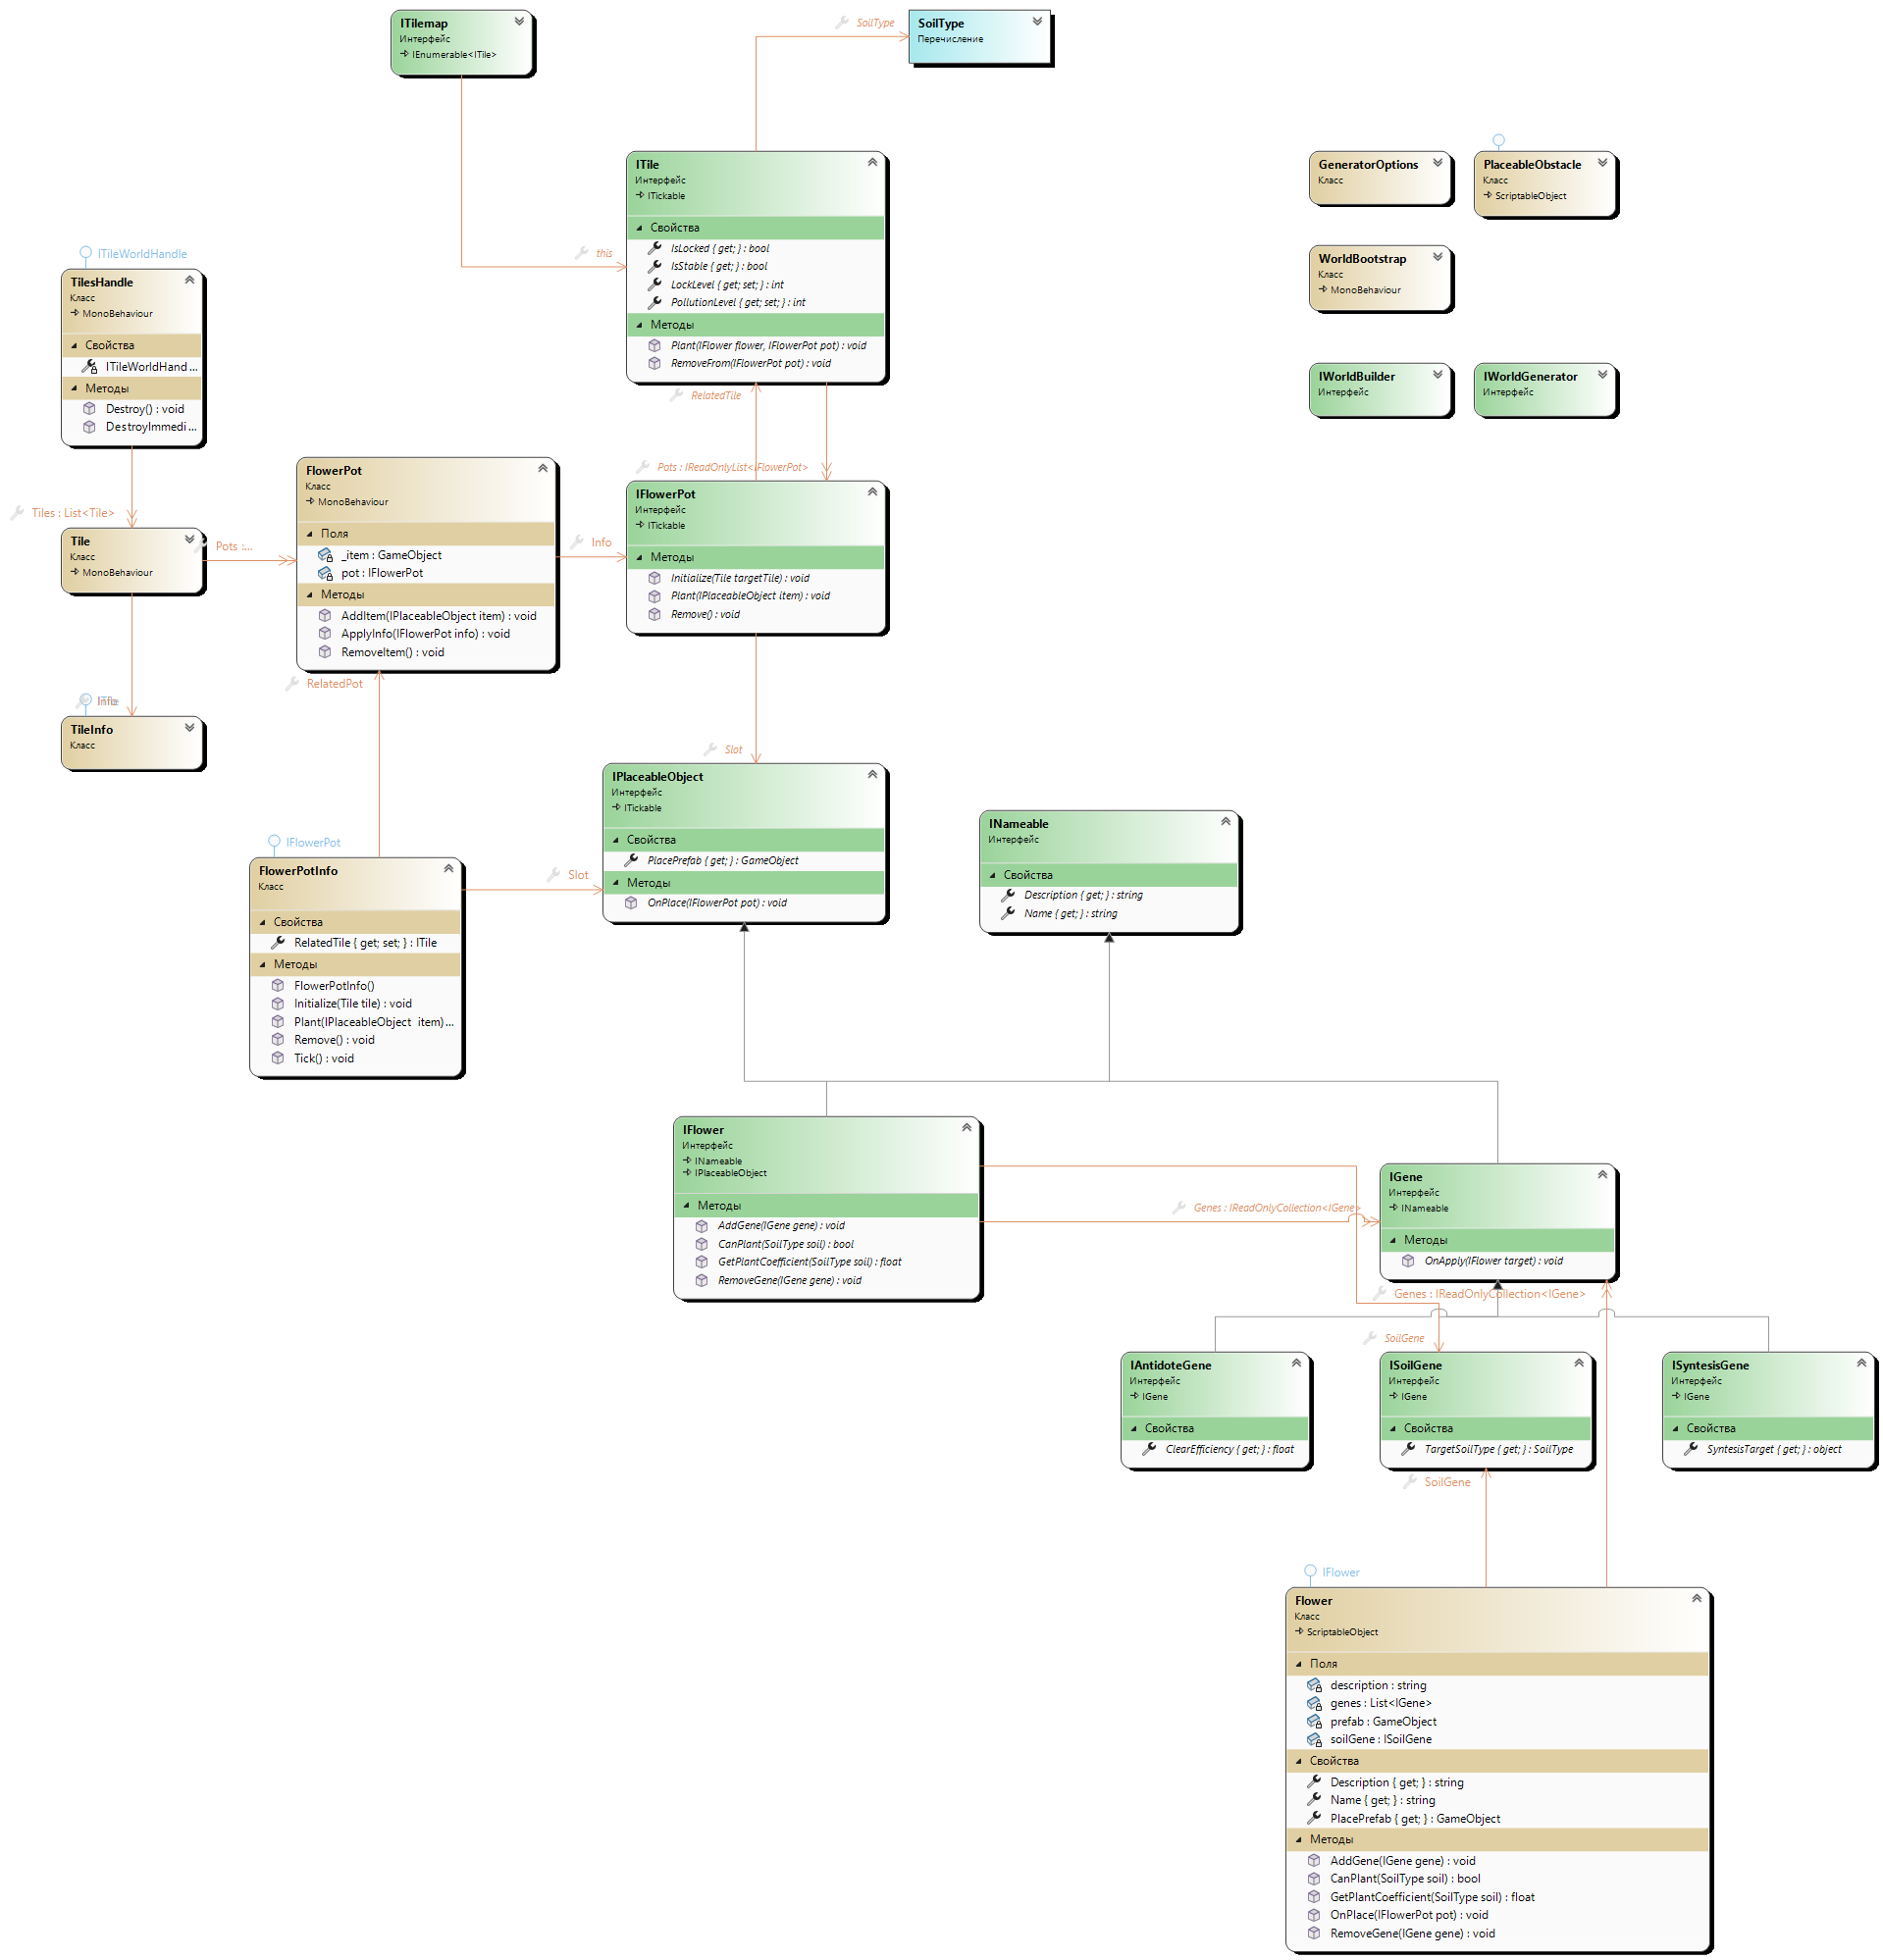 ITilemap
Интерфейс
IEnumerable<ITile>
SoilType
SoilType
Перечисление
ITile
Интерфейс
ITickable
Свойства
IsLocked { get; } : bool
IsStable { get; } : bool
LockLevel { get; set; } : int
PollutionLevel { get; set; } : int
Методы
Plant(IFlower flower, IFlowerPot pot) : void
RemoveFrom(IFlowerPot pot) : void
this
GeneratorOptions
Класс
PlaceableObstacle
Класс
ScriptableObject
WorldBootstrap
Класс
MonoBehaviour
IWorldBuilder
Интерфейс
IWorldGenerator
Интерфейс
ITileWorldHandle
TilesHandle
Класс
MonoBehaviour
Свойства
ITileWorldHand ...
Методы
Destroy() : void
DestroyImmedi ...
Tiles : List<Tile>
Tile
Класс
MonoBehaviour
Pots :...
TileInfo
Класс
FlowerPot
Класс
MonoBehaviour
Поля
_item : GameObject
pot : IFlowerPot
Методы
AddItem(IPlaceableObject item) : void
ApplyInfo(IFlowerPot info) : void
RemoveItem() : void
Info
RelatedPot
RelatedTile
Pots : IReadOnlyList<IFlowerPot>
IFlowerPot
Интерфейс
ITickable
Методы
Initialize(Tile targetTile) : void
Plant(IPlaceableObject item) : void
Remove() : void
Slot
IPlaceableObject
Интерфейс
ITickable
Свойства
PlacePrefab { get; } : GameObject
Методы
OnPlace(IFlowerPot pot) : void
INameable
Интерфейс
Свойства
Description { get; } : string
Name { get; } : string
IFlowerPot
FlowerPotInfo
Класс
Свойства
RelatedTile { get; set; } : ITile
Методы
FlowerPotInfo()
Initialize(Tile tile) : void
Plant(IPlaceableObject item)...
Remove() : void
Tick() : void
Slot
IFlower
Интерфейс
INameable
IPlaceableObject
Методы
AddGene(IGene gene) : void
CanPlant(SoilType soil) : bool
GetPlantCoefficient(SoilType soil) : float
RemoveGene(IGene gene) : void
Genes : IReadOnlyCollection<IGene>
IGene
Интерфейс
INameable
Методы
OnApply(IFlower target) : void
Genes : IReadOnlyCollection<IGene>
SoilGene
IAntidoteGene
Интерфейс
IGene
Свойства
ClearEfficiency { get; } : float
ISoilGene
Интерфейс
IGene
Свойства
TargetSoilType { get; } : SoilType
ISyntesisGene
Интерфейс
IGene
Свойства
SyntesisTarget { get; } : object
SoilGene
IFlower
Flower
Класс
ScriptableObject
Поля
description : string
genes : List<IGene>
prefab : GameObject
soilGene : ISoilGene
Свойства
Description { get; } : string
Name { get; } : string
PlacePrefab { get; } : GameObject
Методы
AddGene(IGene gene) : void
CanPlant(SoilType soil) : bool
GetPlantCoefficient(SoilType soil) : float
OnPlace(IFlowerPot pot) : void
RemoveGene(IGene gene) : void